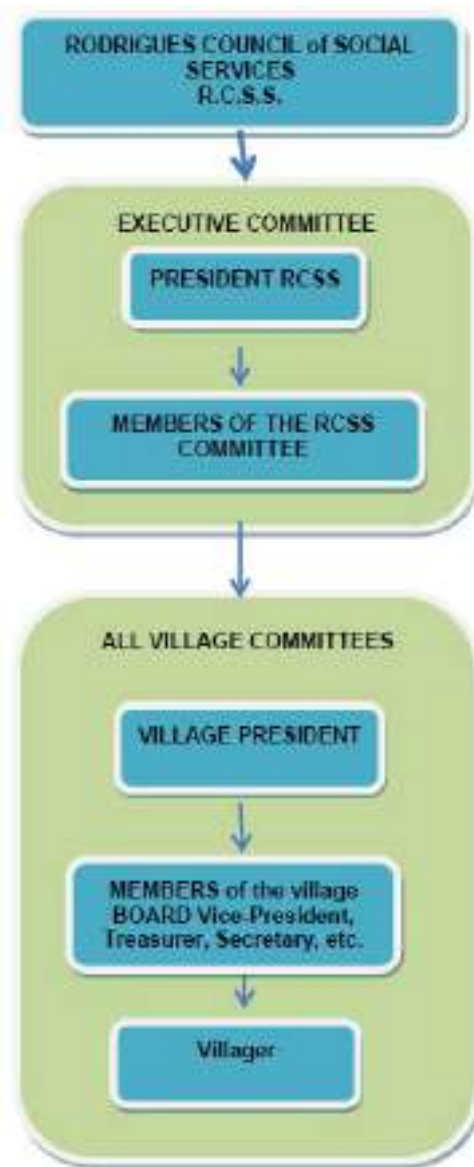 RODRIGUES COUNCIL of SOCIAL
SERVICES
R.C.S.S.
EXECUTIVE COMMITTEE
PRESIDENT RCSS
MEMBERS OF THE RCSS
COMMITTEE
ALL VILLAGE COMMITTEES
VILLAGE PRESIDENT
MEMBERS of the village
BOARD Vice-President,
Treasurer, Secretary, etc.
Villager